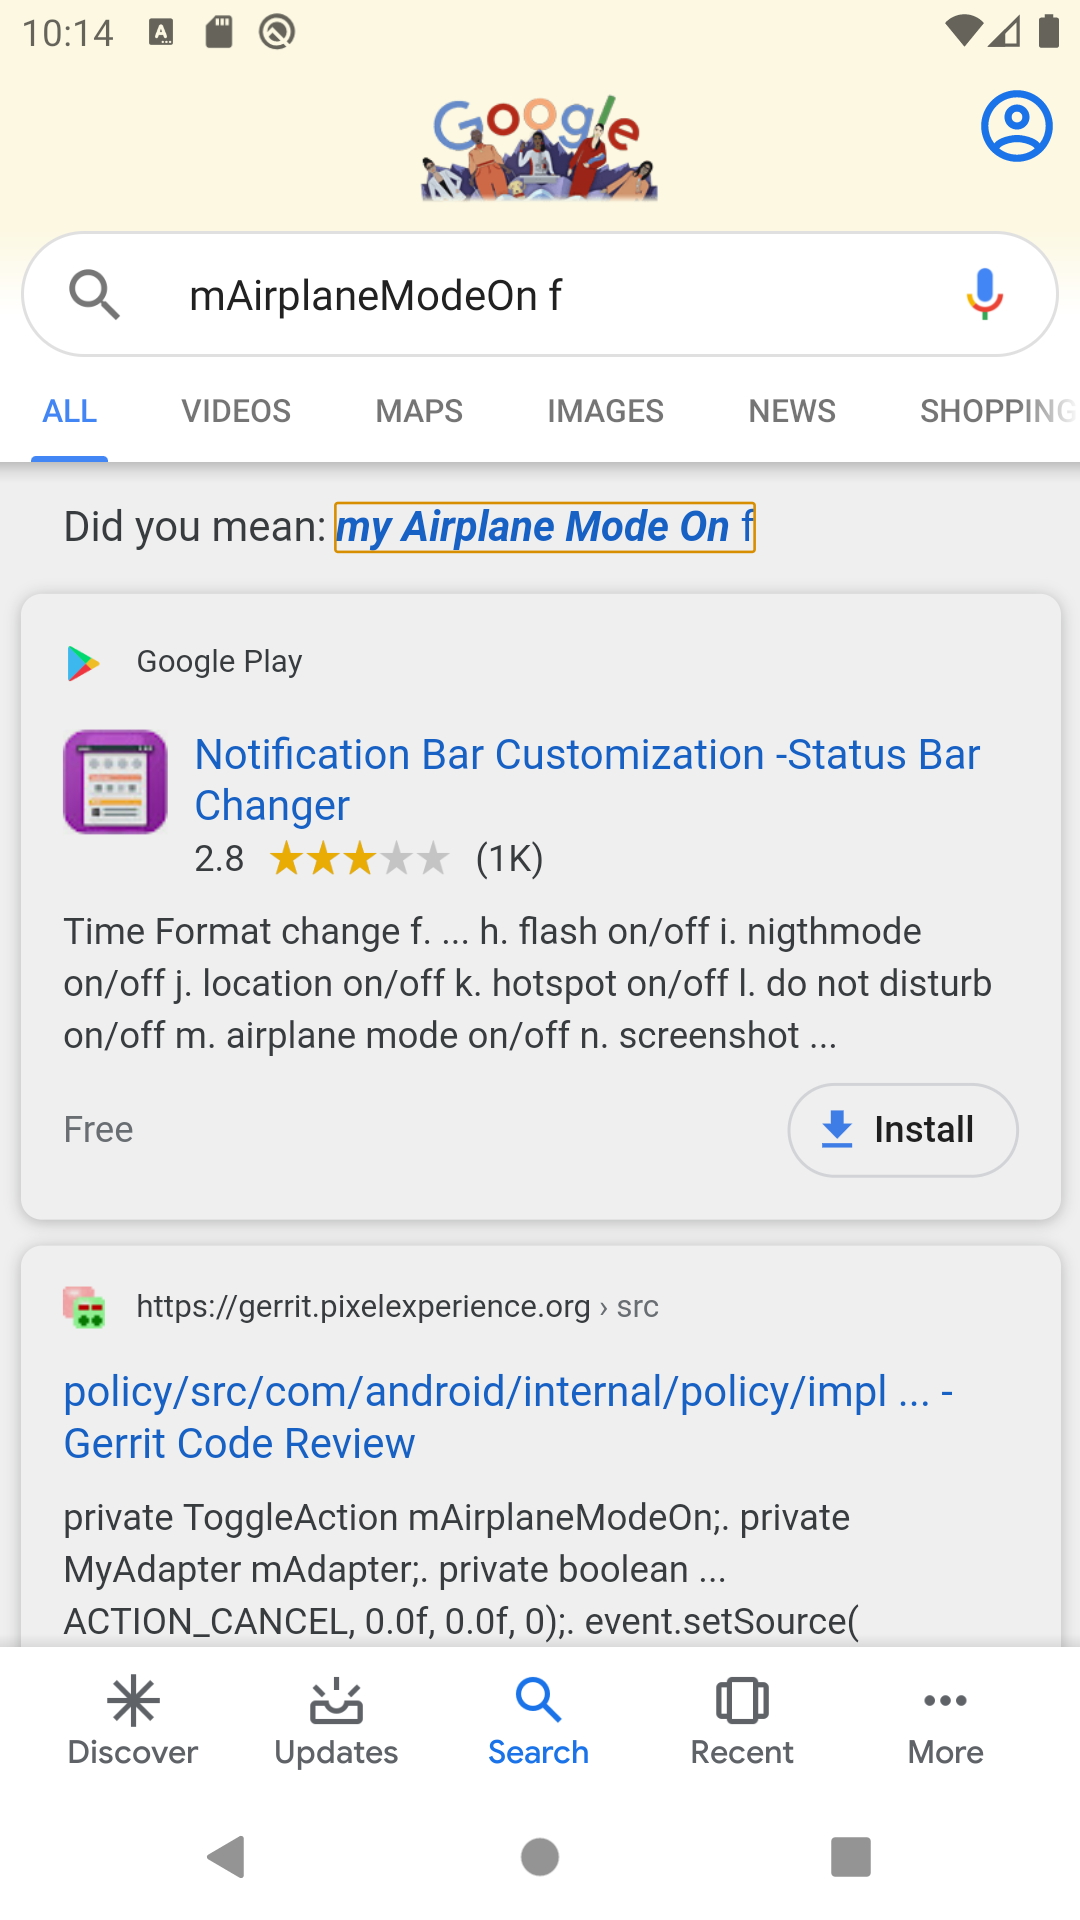 10:14
Google
mAirplaneModeOn f
ALL VIDEOS MAPS IMAGES NEWS SHOPPING
Did you mean: my Airplane Mode On f
Google Play
Notification Bar Customization -Status Bar
Changer
2.8 (1K)
Time Format change f. ... h. flash on/off i. nigthmode
on/off j. location on/off k. hotspot on/off l. do not disturb
on/off m. airplane mode on/off n. screenshot ...
Free Install
https://gerrit.pixelexperience.org › src
policy/src/com/android/internal/policy/impl ... -
Gerrit Code Review
private ToggleAction mAirplaneModeOn;. private
MyAdapter mAdapter;. private boolean ...
ACTION_CANCEL, 0.0f, 0.0f, 0);. event.setSource(
Discover Updates Search Recent More